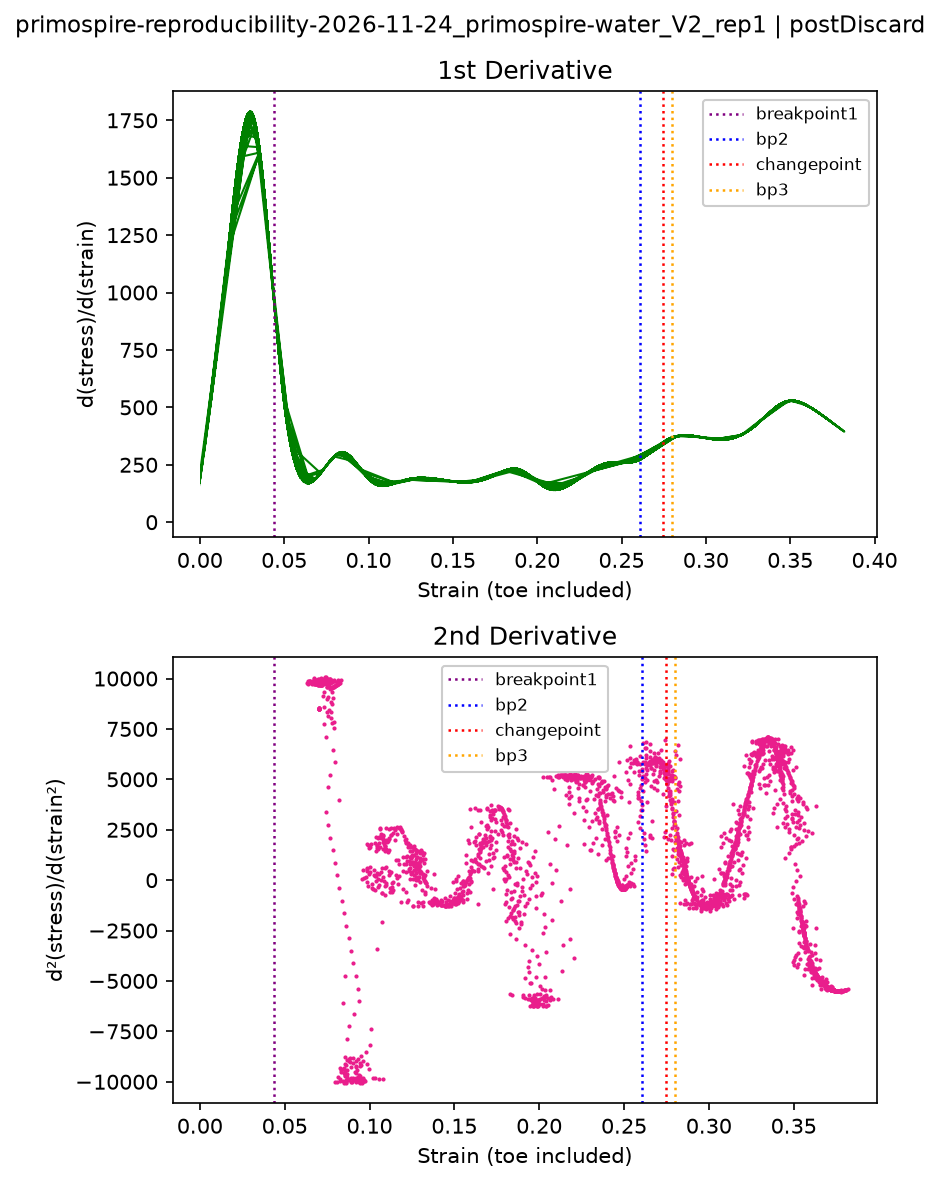 primospire-reproducibility-2026-11-24_primospire-water_V2_rep1 | postDiscard
1st Derivative
d(stress)/d(strain)
1750
1500
1250
1000
750
500
250
0
breakpoint1
bp2
changepoint
bp3
0.00 0.05 0.10 0.15 0.20 0.25 0.30 0.35 0.40
Strain (toe included)
2nd Derivative
d²(stress)/d(strain²)
10000
7500
5000
2500
0
−2500
−5000
−7500
−10000
breakpoint1
bp2
changepoint
bp3
0.00 0.05 0.10 0.15 0.20 0.25 0.30 0.35
Strain (toe included)